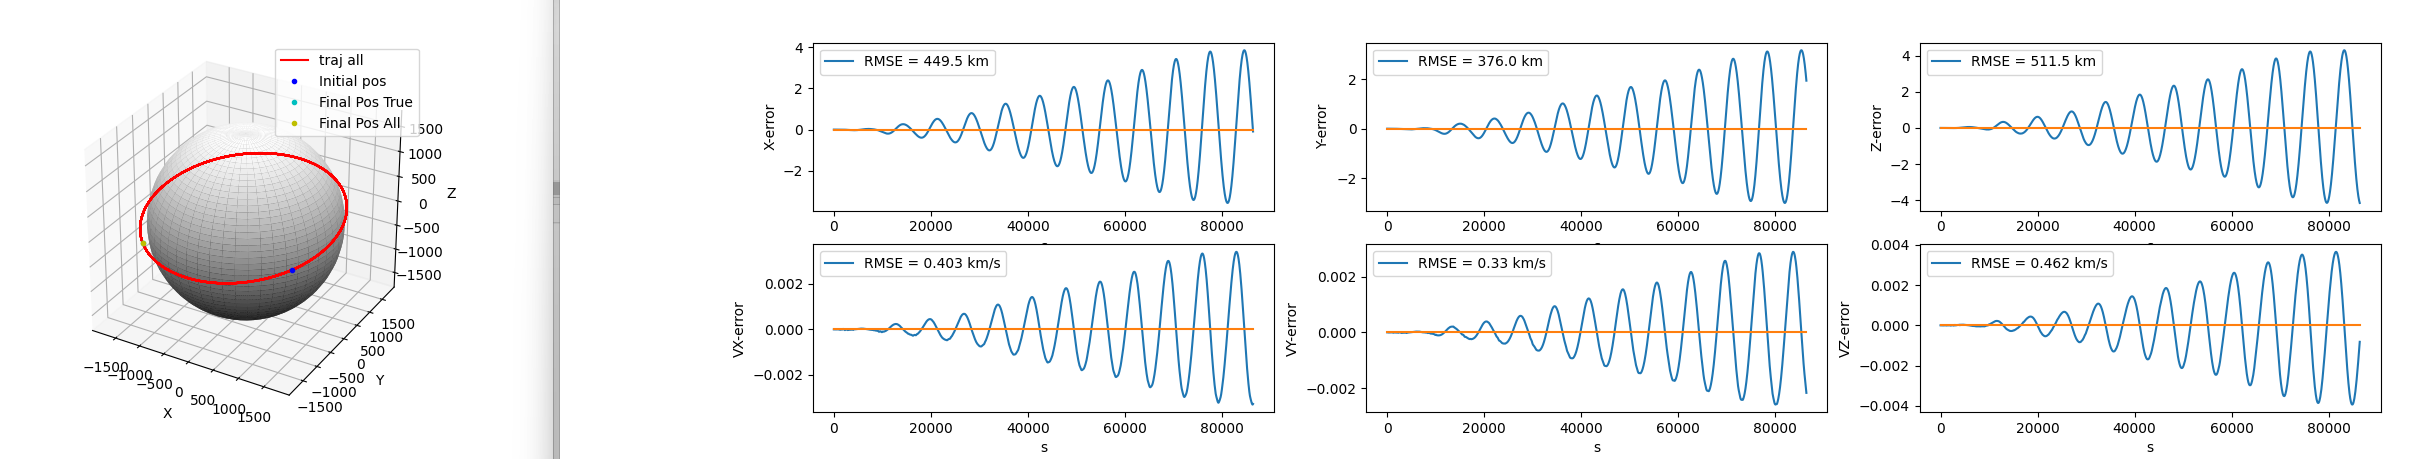 traj all
Initial pos
Final Pos True
Final Pos All
1500
1000
500
0
−500
−1000
−1500
Z
−1500
−1000
−500
0
500
1000
1500
X
1500
1000
500
0
−500
−1000
−1500
Y
RMSE = 449.5 km
X-error
4
2
0
−2
0 20000 40000 60000 80000
RMSE = 376.0 km
Y-error
2
0
−2
0 20000 40000 60000 80000
RMSE = 511.5 km
Z-error
4
2
0
−2
−4
0 20000 40000 60000 80000
RMSE = 0.403 km/s
VX-error
0.002
0.000
−0.002
0 20000 40000 60000 80000
s
RMSE = 0.33 km/s
VY-error
0.002
0.000
−0.002
0 20000 40000 60000 80000
s
RMSE = 0.462 km/s
VZ-error
0.004
0.002
0.000
−0.002
−0.004
0 20000 40000 60000 80000
s